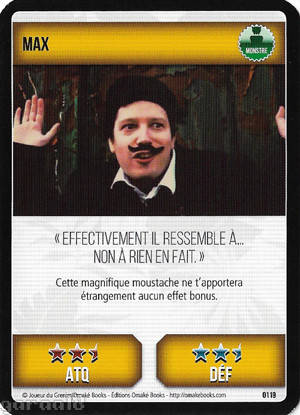 MAX
MONSTRE
« EFFECTIVEMENT IL RESSEMBLE À...
NON À RIEN EN FAIT. »
Cette magnifique moustache ne t'apportera
étrangement aucun effet bonus.
ATQ
DÉF
© Joueur du Grenier/Omaké Books - Éditions Omaké Books - http://omakebooks.com/
0119